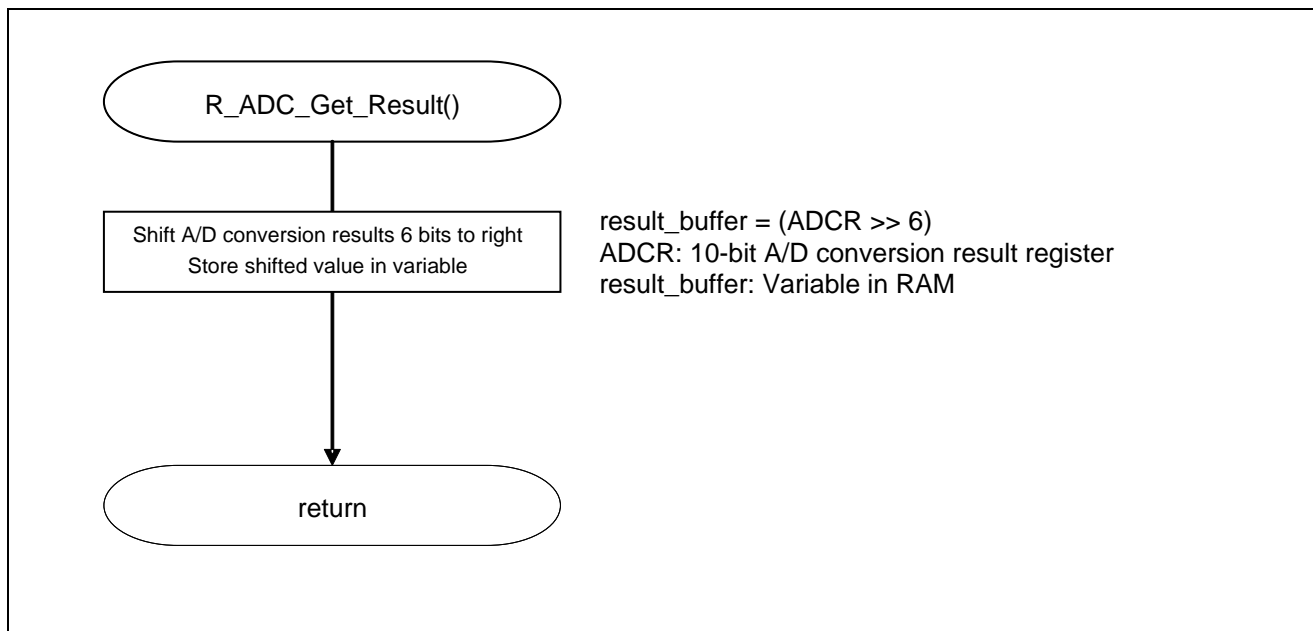 R_ADC_Get_Result()
Shift A/D conversion results 6 bits to right
Store shifted value in variable
result_buffer = (ADCR >> 6)
ADCR: 10-bit A/D conversion result register
result_buffer: Variable in RAM
return